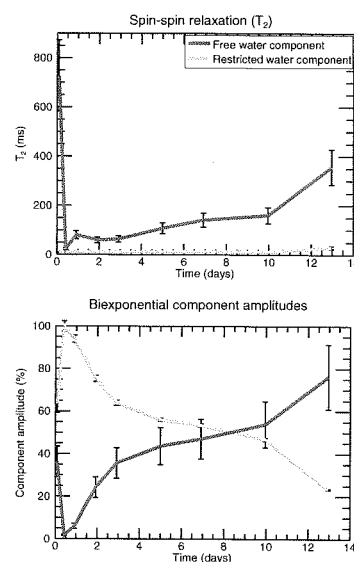 Spin-spin relaxation (T₂)
Free water component
Restricted water component
800
600
400
200
0
T₂ (ms)
0 2 4 6 8 10 12 1
Time (days)
Biexponential component amplitudes
100
80
60
40
20
0
Component amplitude (%)
0 2 4 6 8 10 12 14
Time (days)